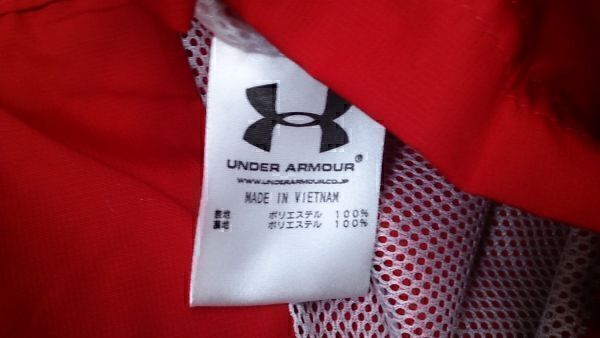 UNDER ARMOUR®
WWW.UNDERARMOUR.CO.JP
MADE IN VIETNAM
表地 ポリエステル 100%
裏地 ポリエステル 100%